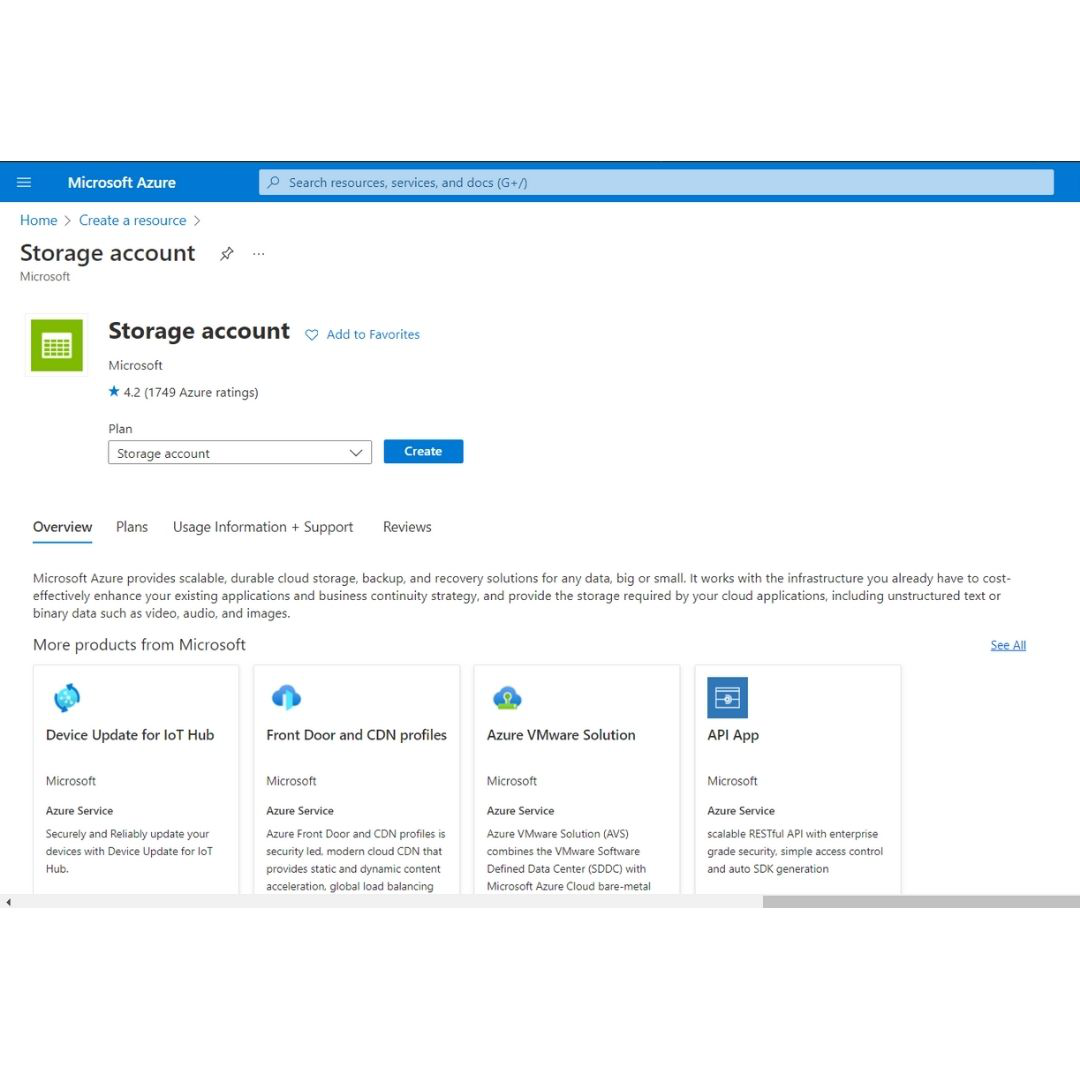 Microsoft Azure
Search resources, services, and docs (G+/)
Home > Create a resource >
Storage account ...
Microsoft
Storage account Add to Favorites
Microsoft
4.2 (1749 Azure ratings)
Plan
Storage account
Create
Overview Plans Usage Information + Support Reviews
Microsoft Azure provides scalable, durable cloud storage, backup, and recovery solutions for any data, big or small. It works with the infrastructure you already have to cost-
effectively enhance your existing applications and business continuity strategy, and provide the storage required by your cloud applications, including unstructured text or
binary data such as video, audio, and images.
More products from Microsoft
See All
Device Update for IoT Hub
Microsoft
Azure Service
Securely and Reliably update your
devices with Device Update for IoT
Hub.
Front Door and CDN profiles
Microsoft
Azure Service
Azure Front Door and CDN profiles is
security led, modern cloud CDN that
provides static and dynamic content
acceleration, global load balancing
Azure VMware Solution
Microsoft
Azure Service
Azure VMware Solution (AVS)
combines the VMware Software
Defined Data Center (SDDC) with
Microsoft Azure Cloud bare-metal
API App
Microsoft
Azure Service
scalable RESTful API with enterprise
grade security, simple access control
and auto SDK generation